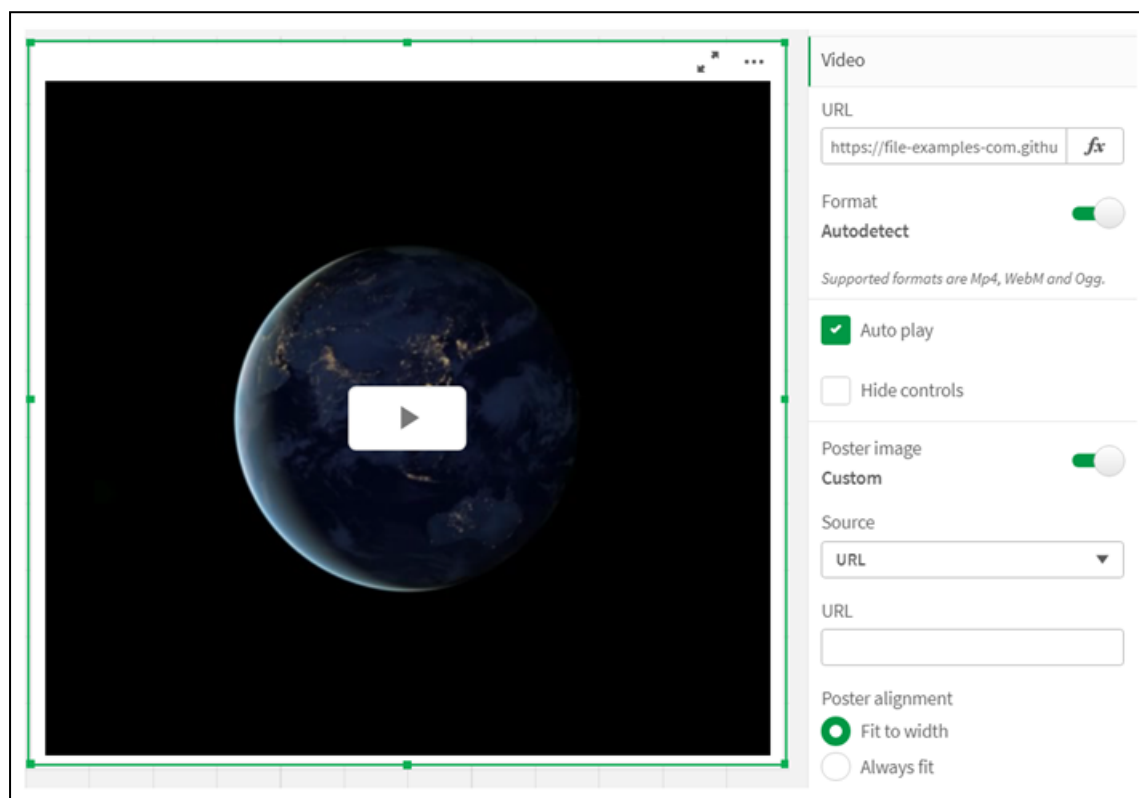 Video
URL
https://file-examples-com.githu
fx
Format
Autodetect
Supported formats are Mp4, WebM and Ogg.
Auto play
Hide controls
Poster image
Custom
Source
URL
URL
Poster alignment
Fit to width
Always fit